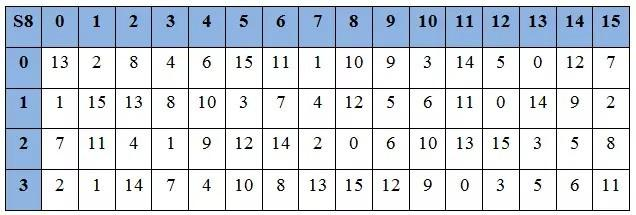 S8 0 1 2 3 4 5 6 7 8 9 10 11 12 13 14 15
0 13 2 8 4 6 15 11 1 10 9 3 14 5 0 12 7
1 1 15 13 8 10 3 7 4 12 5 6 11 0 14 9 2
2 7 11 4 1 9 12 14 2 0 6 10 13 15 3 5 8
3 2 1 14 7 4 10 8 13 15 12 9 0 3 5 6 11